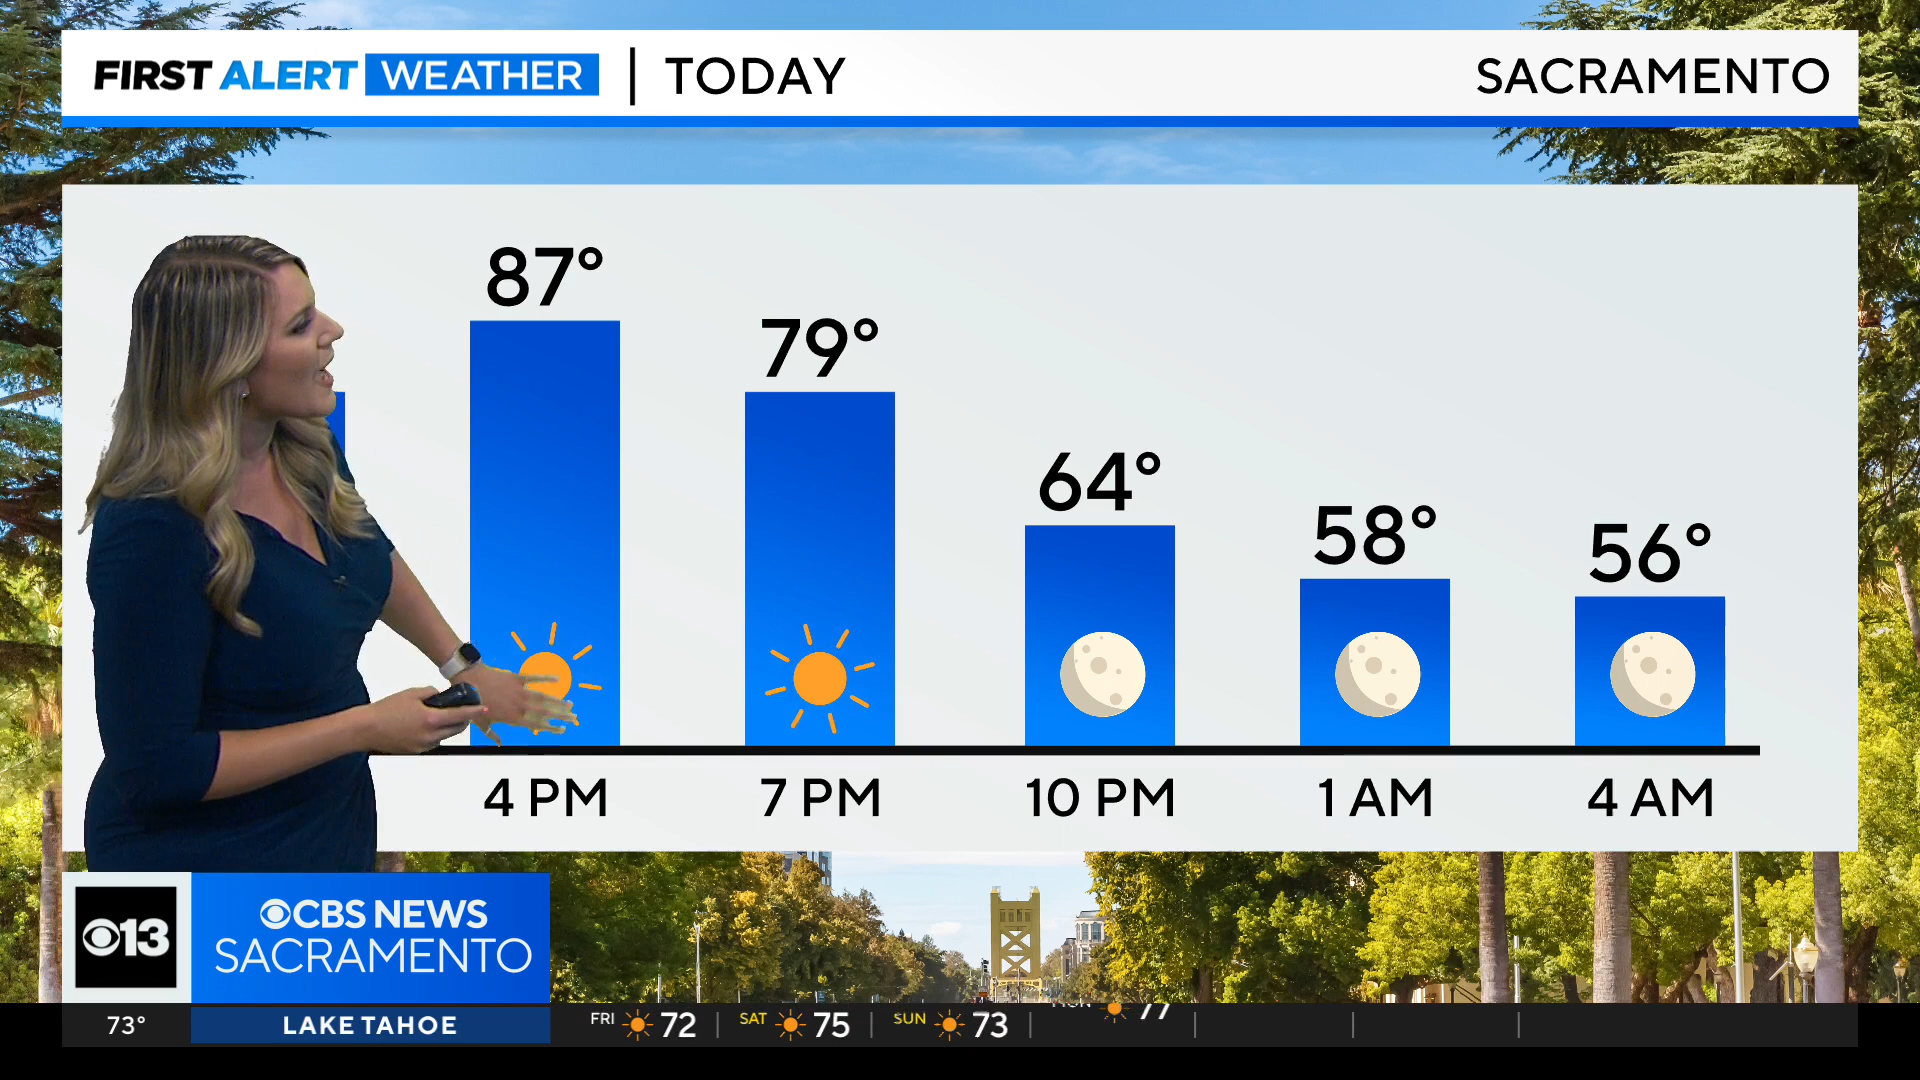 FIRST ALERT WEATHER | TODAY
SACRAMENTO
87°
79°
64°
58°
56°
4 PM
7 PM
10 PM
1 AM
4 AM
13
CBS NEWS
SACRAMENTO
73°
LAKE TAHOE
FRI 72
SAT 75
SUN 73
77